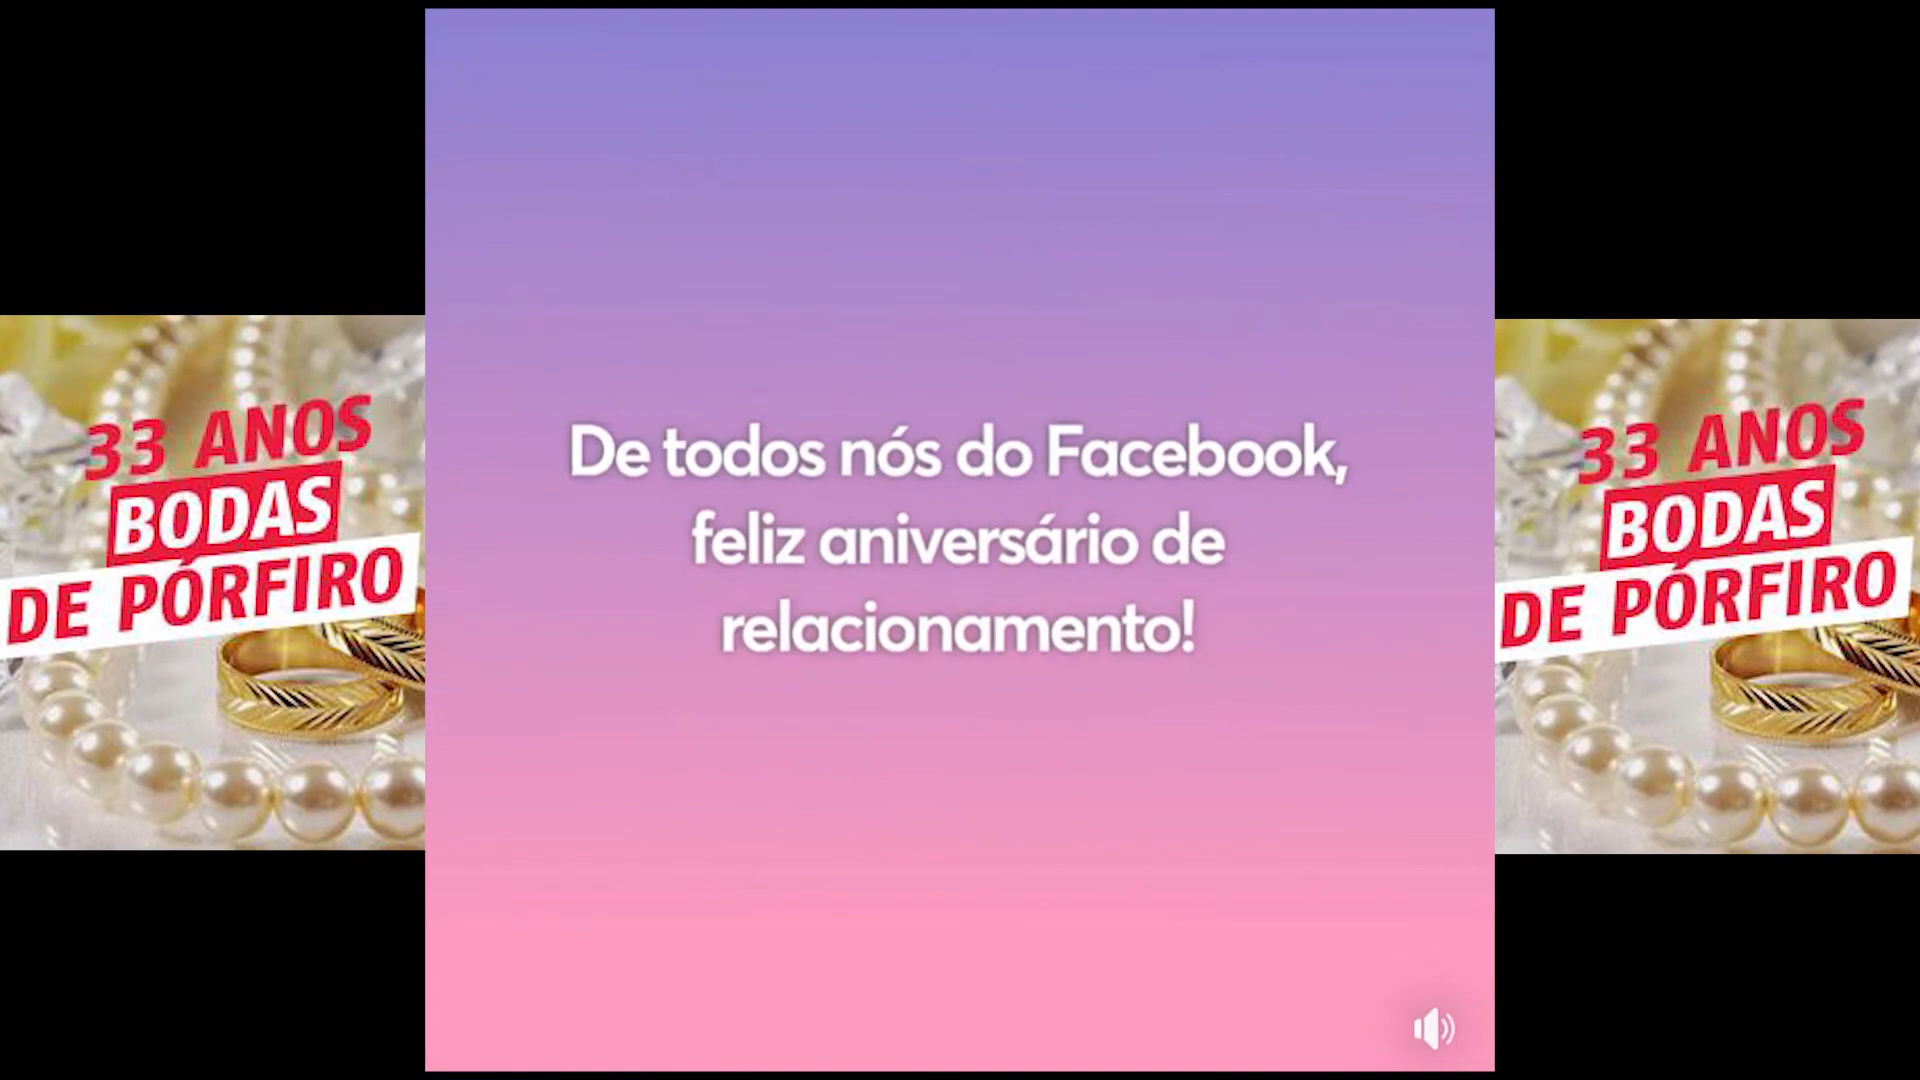 33 ANOS
BODAS
DE PÓRFIRO
De todos nós do Facebook,
feliz aniversário de
relacionamento!
33 ANOS
BODAS
DE PÓRFIRO